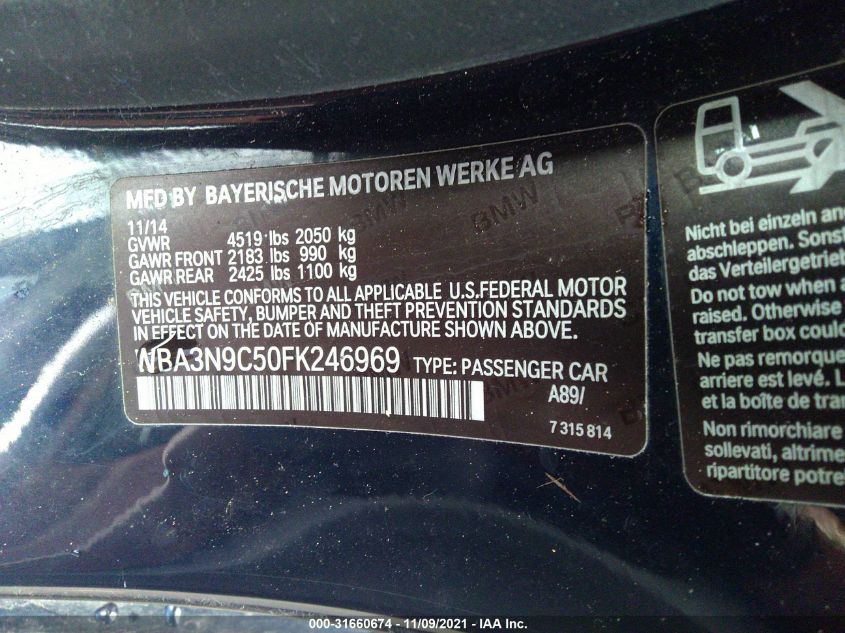 MFD BY BAYERISCHE MOTOREN WERKE AG
11/14
GVWR 4519 lbs 2050 kg
GAWR FRONT 2183 lbs 990 kg
GAWR REAR 2425 lbs 1100 kg
THIS VEHICLE CONFORMS TO ALL APPLICABLE U.S.FEDERAL MOTOR
VEHICLE SAFETY, BUMPER AND THEFT PREVENTION STANDARDS
IN EFFECT ON THE DATE OF MANUFACTURE SHOWN ABOVE.
WBA3N9C50FK246969 TYPE: PASSENGER CAR
A89/
7 315 814
BMW
Nicht bei einzeln an
abschleppen. Sonst
das Verteilergetrieb
Do not tow when a
raised. Otherwise
transfer box could
Ne pas remorque
arriere est levé. L
et la boîte de tra
Non rimorchiare
sollevati, altrime
ripartitore potre
000-31660674 - 11/09/2021 - IAA Inc.